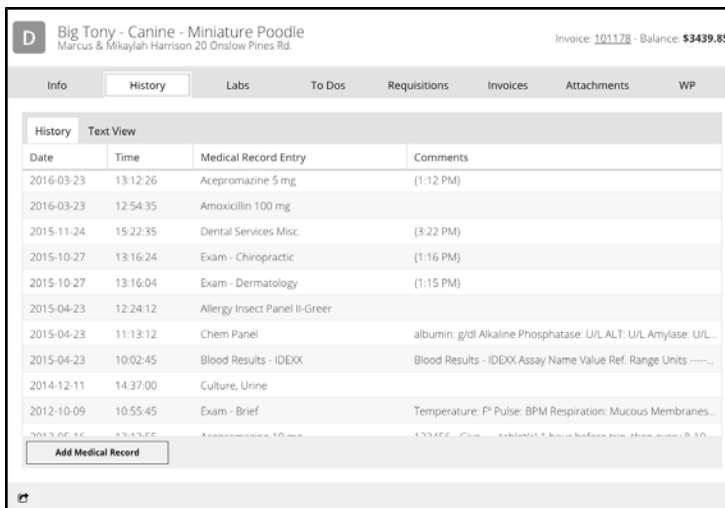 D
Big Tony - Canine - Miniature Poodle
Marcus & Mikaylah Harrison 20 Onslow Pines Rd.
Invoice: 101178 - Balance: $3439.85
Info History Labs To Dos Requisitions Invoices Attachments WP
History Text View
Date Time Medical Record Entry Comments
2016-03-23 13:12:26 Acepromazine 5 mg (1:12 PM)
2016-03-23 12:54:35 Amoxicillin 100 mg
2015-11-24 15:22:35 Dental Services Misc. (3:22 PM)
2015-10-27 13:16:24 Exam - Chiropractic (1:16 PM)
2015-10-27 13:16:04 Exam - Dermatology (1:15 PM)
2015-04-23 12:24:12 Allergy Insect Panel II-Greer
2015-04-23 11:13:12 Chem Panel albumin: g/dl Alkaline Phosphatase: U/L ALT: U/L Amylase: U/L...
2015-04-23 10:02:45 Blood Results - IDEXX Blood Results - IDEXX Assay Name Value Ref. Range Units -----...
2014-12-11 14:37:00 Culture, Urine
2012-10-09 10:55:45 Exam - Brief Temperature: Fº Pulse: BPM Respiration: Mucous Membranes...
Acepromazine 10 mg
Add Medical Record